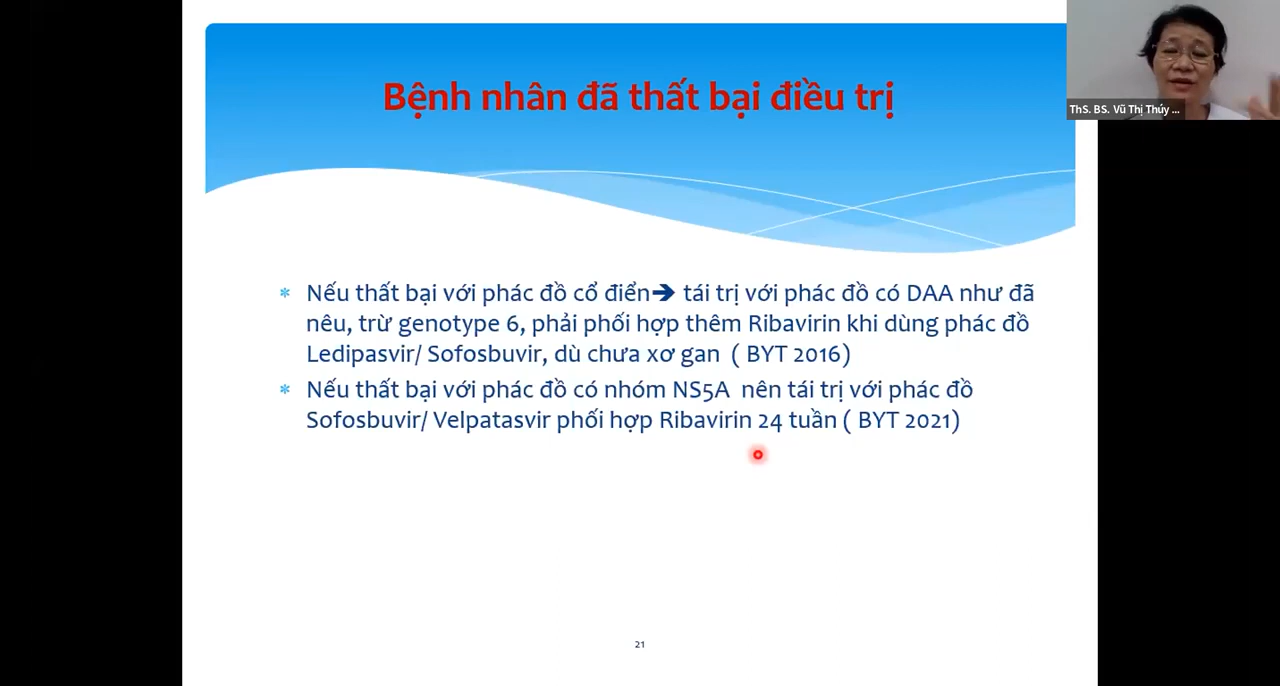 Bệnh nhân đã thất bại điều trị
ThS. BS. Vũ Thị Thúy ...
* Nếu thất bại với phác đồ cổ điển➔ tái trị với phác đồ có DAA như đã
nêu, trừ genotype 6, phải phối hợp thêm Ribavirin khi dùng phác đồ
Ledipasvir/ Sofosbuvir, dù chưa xơ gan ( BYT 2016)
* Nếu thất bại với phác đồ có nhóm NS5A nên tái trị với phác đồ
Sofosbuvir/ Velpatasvir phối hợp Ribavirin 24 tuần ( BYT 2021)
21